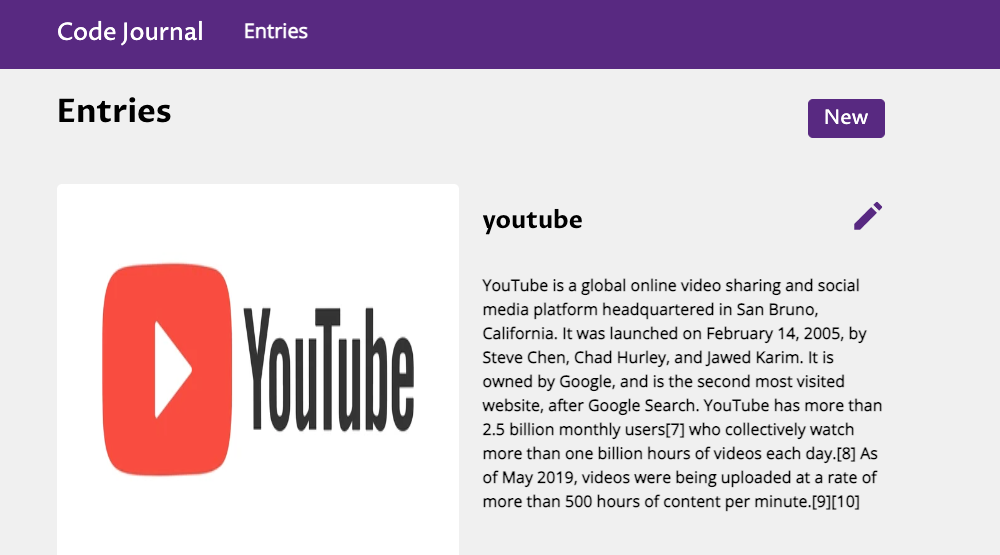 Code Journal
Entries
Entries
New
YouTube
youtube
YouTube is a global online video sharing and social
media platform headquartered in San Bruno,
California. It was launched on February 14, 2005, by
Steve Chen, Chad Hurley, and Jawed Karim. It is
owned by Google, and is the second most visited
website, after Google Search. YouTube has more than
2.5 billion monthly users[7] who collectively watch
more than one billion hours of videos each day.[8] As
of May 2019, videos were being uploaded at a rate of
more than 500 hours of content per minute.[9][10]